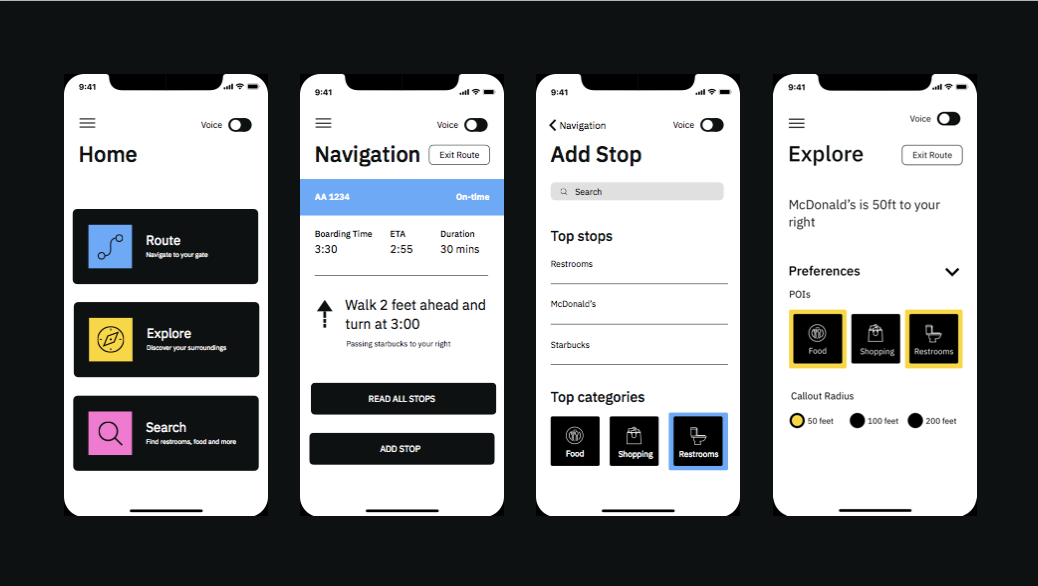 9:41
Voice
Home
Route
Navigate to your gate
Explore
Discover your surroundings
Search
Find restrooms, food and more
9:41
Voice
Navigation
Exit Route
AA 1234
On-time
Boarding Time ETA Duration
3:30 2:55 30 mins
Walk 2 feet ahead and
turn at 3:00
Passing starbucks to your right
READ ALL STOPS
ADD STOP
9:41
Navigation
Voice
Add Stop
Search
Top stops
Restrooms
McDonald's
Starbucks
Top categories
Food Shopping Restrooms
9:41
Voice
Explore
Exit Route
McDonald's is 50ft to your
right
Preferences
POIs
Food Shopping Restrooms
Callout Radius
50 feet 100 feet 200 feet